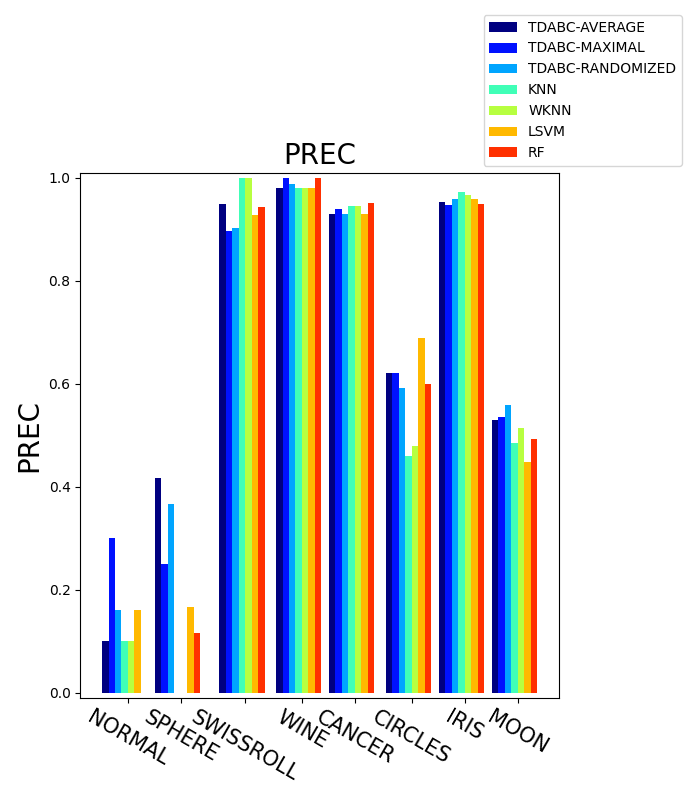 TDABC-AVERAGE
TDABC-MAXIMAL
TDABC-RANDOMIZED
KNN
WKNN
LSVM
RF
PREC
1.0
0.8
0.6
0.4
0.2
0.0
PREC
NORMAL
SPHERE
SWISSROLL
WINE
CANCER
CIRCLES
IRIS
MOON